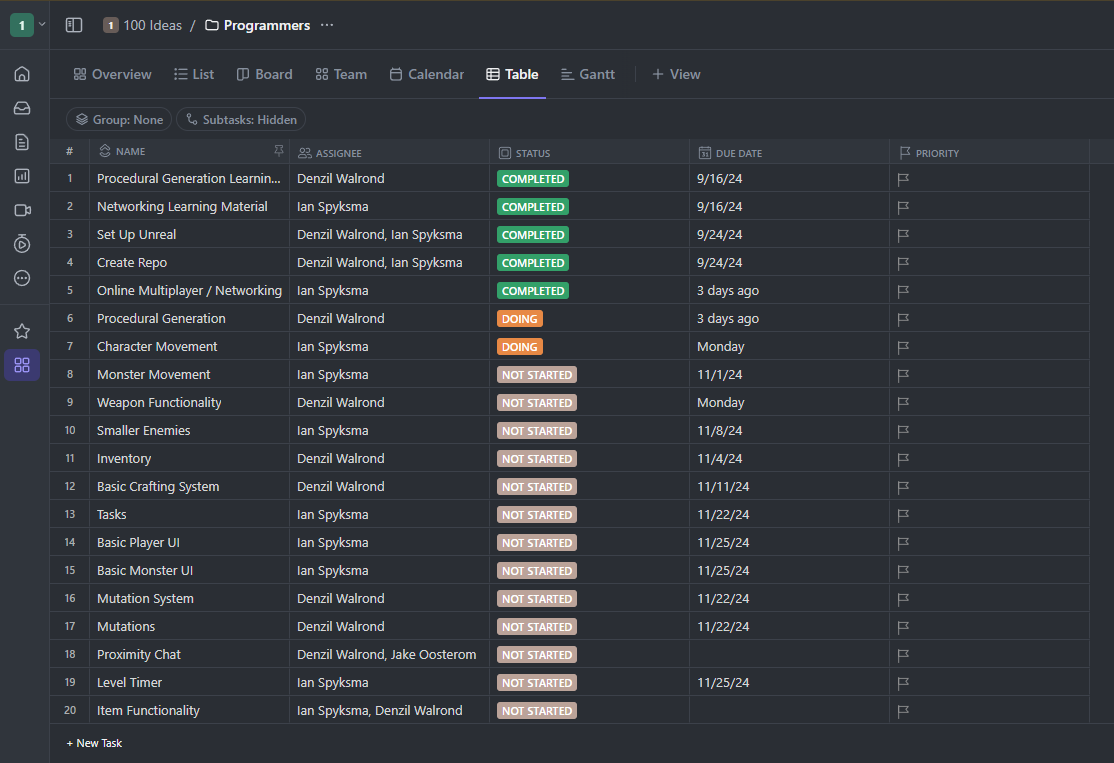 1
1 100 Ideas / Programmers ...
Overview List Board Team Calendar Table Gantt + View
Group: None Subtasks: Hidden
# NAME ASSIGNEE STATUS 31 DUE DATE PRIORITY
1 Procedural Generation Learnin... Denzil Walrond COMPLETED 9/16/24
2 Networking Learning Material Ian Spyksma COMPLETED 9/16/24
3 Set Up Unreal Denzil Walrond, Ian Spyksma COMPLETED 9/24/24
4 Create Repo Denzil Walrond, Ian Spyksma COMPLETED 9/24/24
5 Online Multiplayer / Networking Ian Spyksma COMPLETED 3 days ago
6 Procedural Generation Denzil Walrond DOING 3 days ago
7 Character Movement Ian Spyksma DOING Monday
8 Monster Movement Ian Spyksma NOT STARTED 11/1/24
9 Weapon Functionality Denzil Walrond NOT STARTED Monday
10 Smaller Enemies Ian Spyksma NOT STARTED 11/8/24
11 Inventory Denzil Walrond NOT STARTED 11/4/24
12 Basic Crafting System Denzil Walrond NOT STARTED 11/11/24
13 Tasks Ian Spyksma NOT STARTED 11/22/24
14 Basic Player UI Ian Spyksma NOT STARTED 11/25/24
15 Basic Monster UI Ian Spyksma NOT STARTED 11/25/24
16 Mutation System Denzil Walrond NOT STARTED 11/22/24
17 Mutations Denzil Walrond NOT STARTED 11/22/24
18 Proximity Chat Denzil Walrond, Jake Oosterom NOT STARTED
19 Level Timer Ian Spyksma NOT STARTED 11/25/24
20 Item Functionality Ian Spyksma, Denzil Walrond NOT STARTED
+ New Task